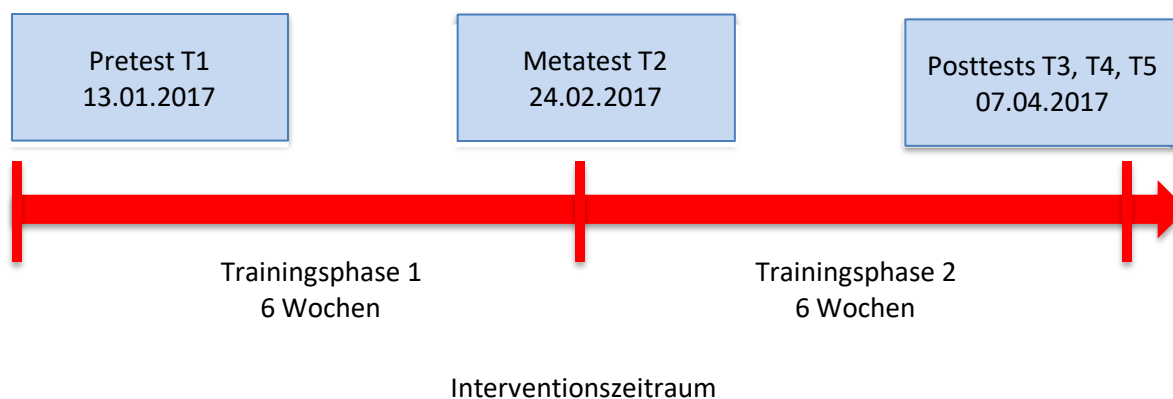 Pretest T1
13.01.2017
Metatest T2
24.02.2017
Posttests T3, T4, T5
07.04.2017
Trainingsphase 1
6 Wochen
Trainingsphase 2
6 Wochen
Interventionszeitraum